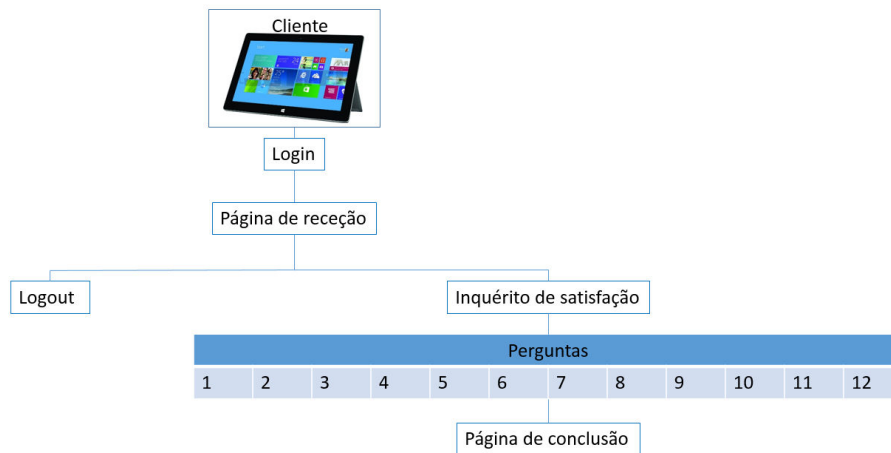 Cliente
Login
Página de receção
Logout
Inquérito de satisfação
Perguntas
1 2 3 4 5 6 7 8 9 10 11 12
Página de conclusão